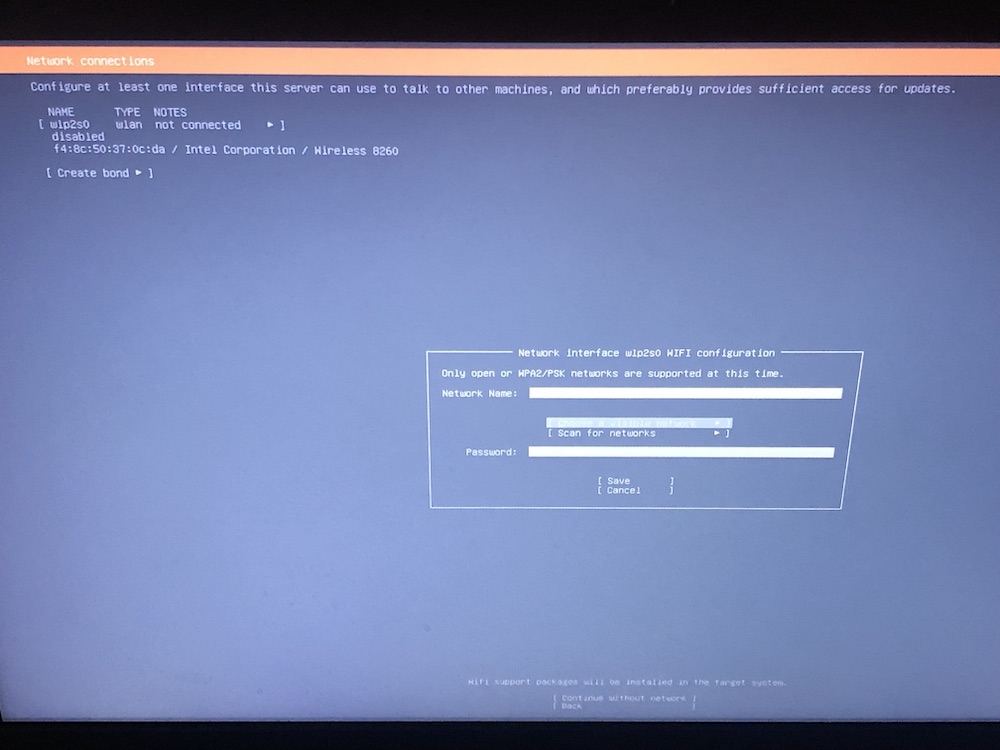 Network connections
Configure at least one interface this server can use to talk to other machines, and which preferably provides sufficient access for updates.
NAME TYPE NOTES
[ wlp2s0 wlan not connected ▸ ]
disabled
f4:8c:50:37:0c:da / Intel Corporation / Wireless 8260
[ Create bond ▸ ]
Network interface wlp2s0 WIFI configuration
Only open or WPA2/PSK networks are supported at this time.
Network Name:
[ Choose a visible network ▸ ]
[ Scan for networks ▸ ]
Password:
[ Save ]
[ Cancel ]
Wifi support packages will be installed in the target system.
[ Continue without network ]
[ Back ]